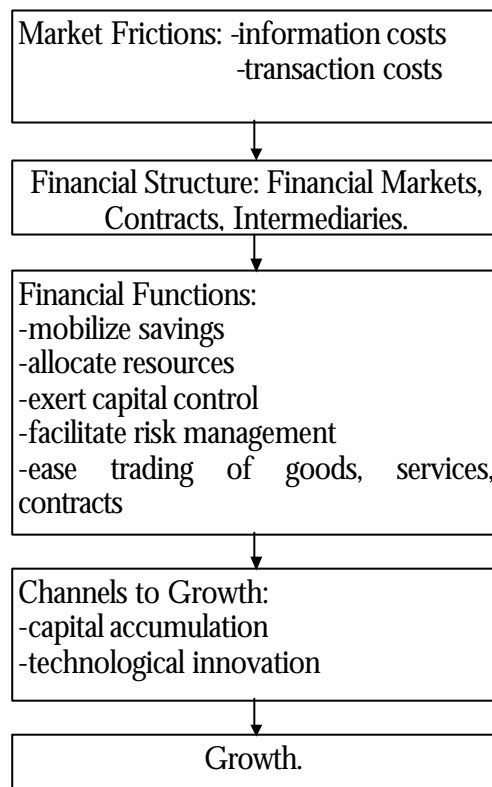 Market Frictions: -information costs
-transaction costs
Financial Structure: Financial Markets,
Contracts, Intermediaries.
Financial Functions:
-mobilize savings
-allocate resources
-exert capital control
-facilitate risk management
-ease trading of goods, services,
contracts
Channels to Growth:
-capital accumulation
-technological innovation
Growth.